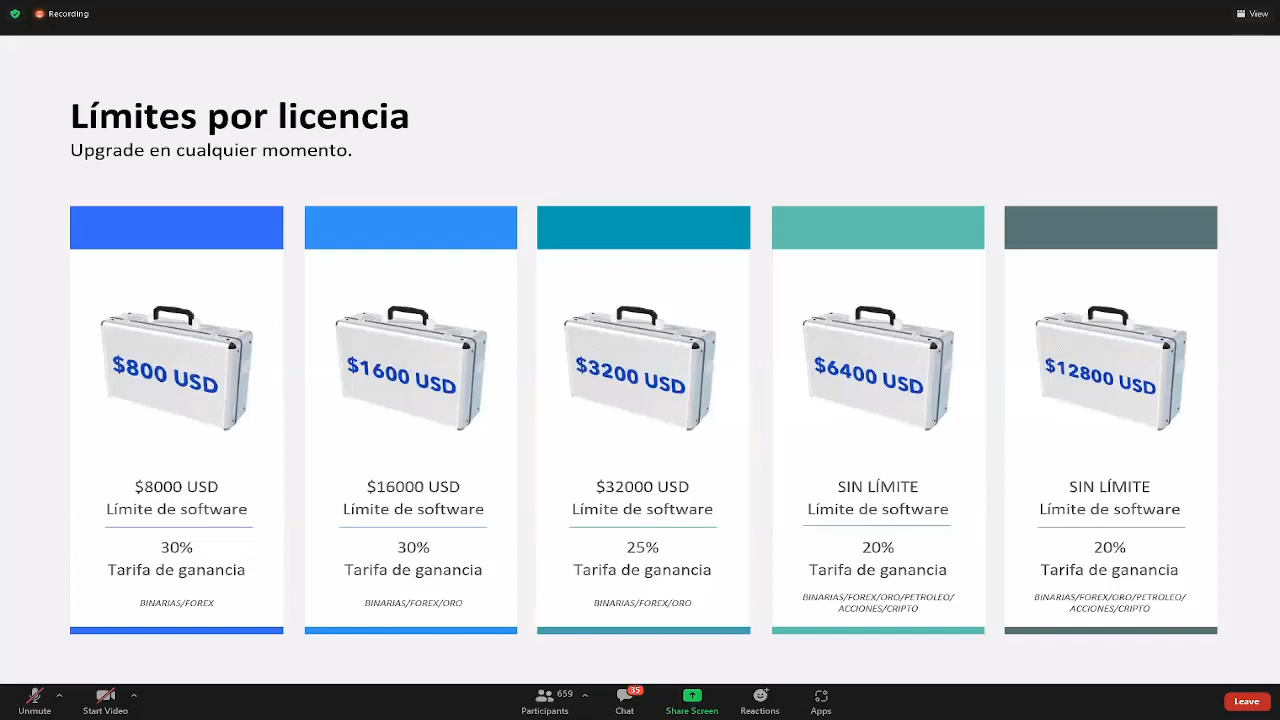 Recording
View
Límites por licencia
Upgrade en cualquier momento.
$800 USD
$8000 USD
Límite de software
30%
Tarifa de ganancia
BINARIAS/FOREX
$1600 USD
$16000 USD
Límite de software
30%
Tarifa de ganancia
BINARIAS/FOREX/ORO
$3200 USD
$32000 USD
Límite de software
25%
Tarifa de ganancia
BINARIAS/FOREX/ORO
$6400 USD
SIN LÍMITE
Límite de software
20%
Tarifa de ganancia
BINARIAS/FOREX/ORO/PETROLEO/
ACCIONES/CRIPTO
$12800 USD
SIN LÍMITE
Límite de software
20%
Tarifa de ganancia
BINARIAS/FOREX/ORO/PETROLEO/
ACCIONES/CRIPTO
Unmute
Start Video
659
Participants
35
Chat
Share Screen
Reactions
Apps
Leave